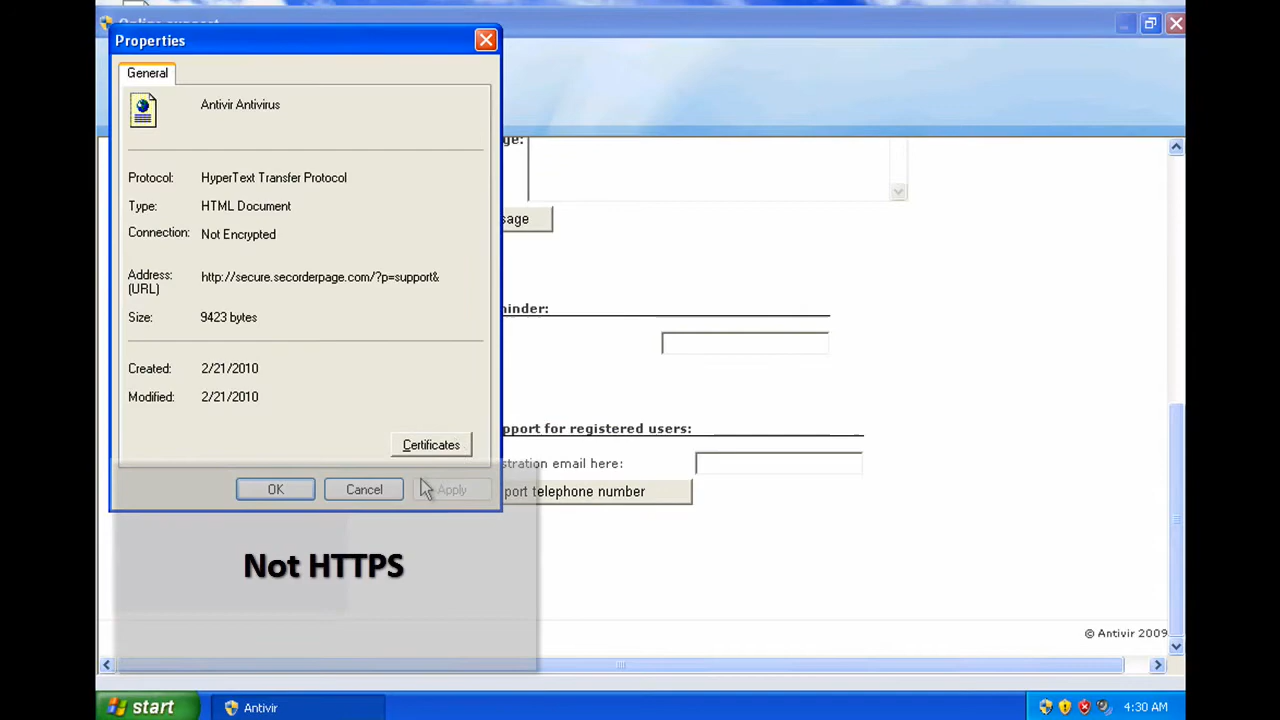 Online support
Properties
General
Antivir Antivirus
Protocol: HyperText Transfer Protocol
Type: HTML Document
Connection: Not Encrypted
Address: (URL) http://secure.secorderpage.com/?p=support&
Size: 9423 bytes
Created: 2/21/2010
Modified: 2/21/2010
Certificates
OK Cancel Apply
ge:
sage
inder:
pport for registered users:
stration email here:
port telephone number
Not HTTPS
© Antivir 2009
start Antivir 4:30 AM